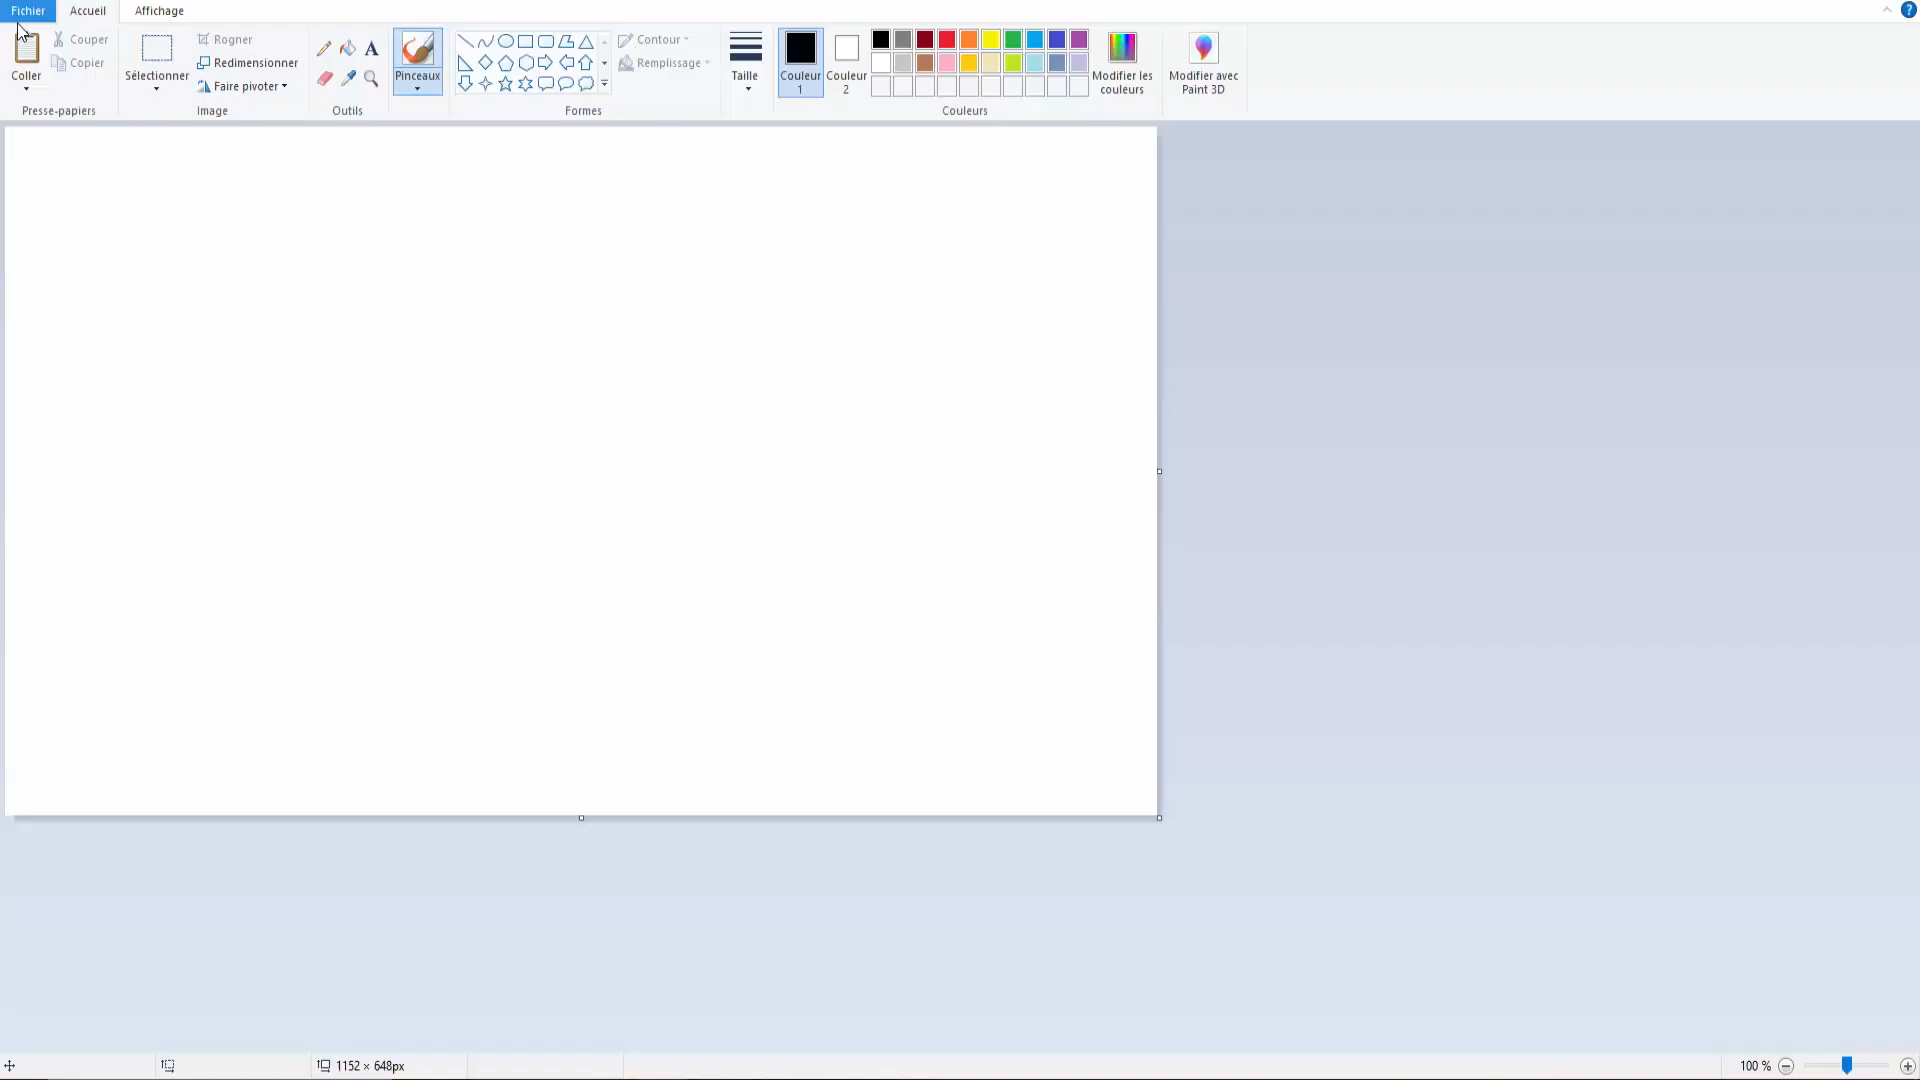 Fichier Accueil Affichage
Coller
Couper
Copier
Presse-papiers
Sélectionner
Rogner
Redimensionner
Faire pivoter
Image
A
Outils
Pinceaux
Contour
Remplissage
Formes
Taille
Couleur
1
Couleur
2
Modifier les
couleurs
Couleurs
Modifier avec
Paint 3D
?
1152 × 648px
100 %